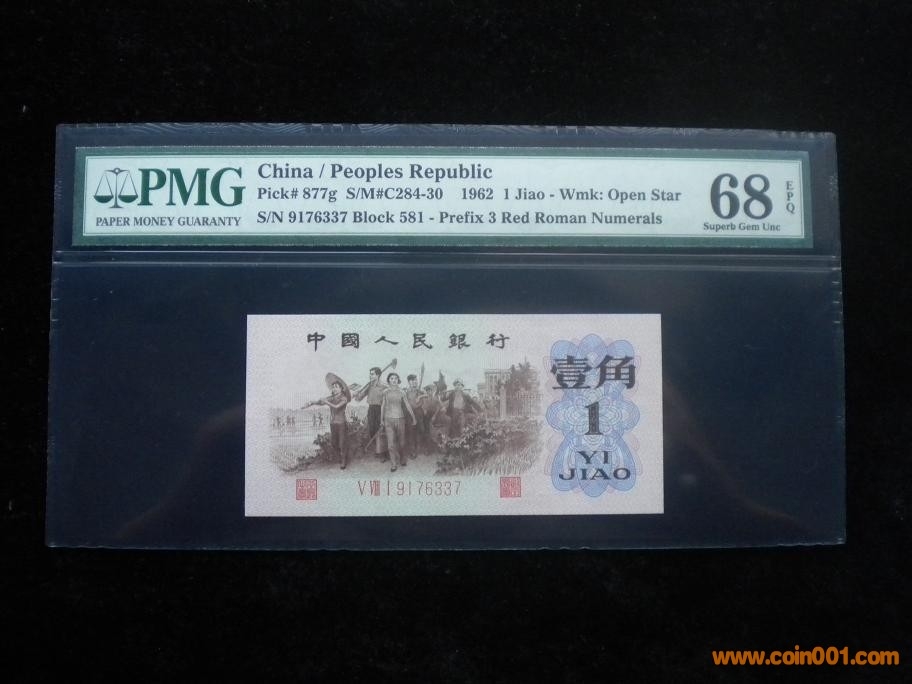 PMG
PAPER MONEY GUARANTY
China / Peoples Republic
Pick# 877g S/M#C284-30 1962 1 Jiao - Wmk: Open Star
S/N 9176337 Block 581 - Prefix 3 Red Roman Numerals
68
EPQ
Superb Gem Unc
中國人民銀行
壹角
1
YI
JIAO
V VIII I 9176337
www.coin001.com